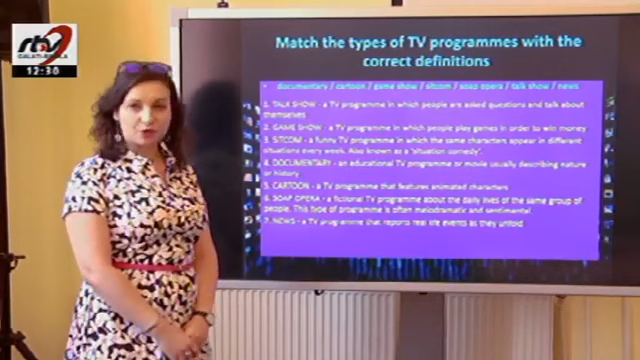 rtv
GALATI-BRAILA
12:30
Match the types of TV programmes with the
correct definitions
• documentary / cartoon / game show / sitcom / soap opera / talk show / news
1. TALK SHOW - a TV programme in which people are asked questions and talk about
themselves
2. GAME SHOW - a TV programme in which people play games in order to win money
3. SITCOM - a funny TV programme in which the same characters appear in different
situations every week. Also known as a 'situation comedy'.
4. DOCUMENTARY - an educational TV programme or movie usually describing nature
or history
5. CARTOON - a TV programme that features animated characters
6. SOAP OPERA - a fictional TV programme about the daily lives of the same group of
people. This type of programme is often melodramatic and sentimental.
7. NEWS - a TV programme that reports real life events as they unfold